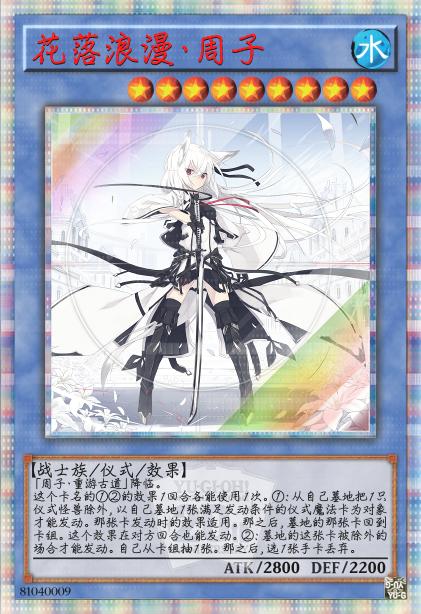 花落浪漫·周子
水
【战士族/仪式/效果】
「周子·重游古道」降临。
这个卡名的①②的效果1回合各能使用1次。①:从自己墓地把1只
仪式怪兽除外,以自己墓地1张满足发动条件的仪式魔法卡为对象
才能发动。那张卡发动时的效果适用。那之后,墓地的那张卡回到
卡组。这个效果在对方回合也能发动。②:墓地的这张卡被除外的
场合才能发动。自己从卡组抽1张。那之后,选1张手卡丢弃。
YU-GI-OH!
ATK/2800 DEF/2200
81040009